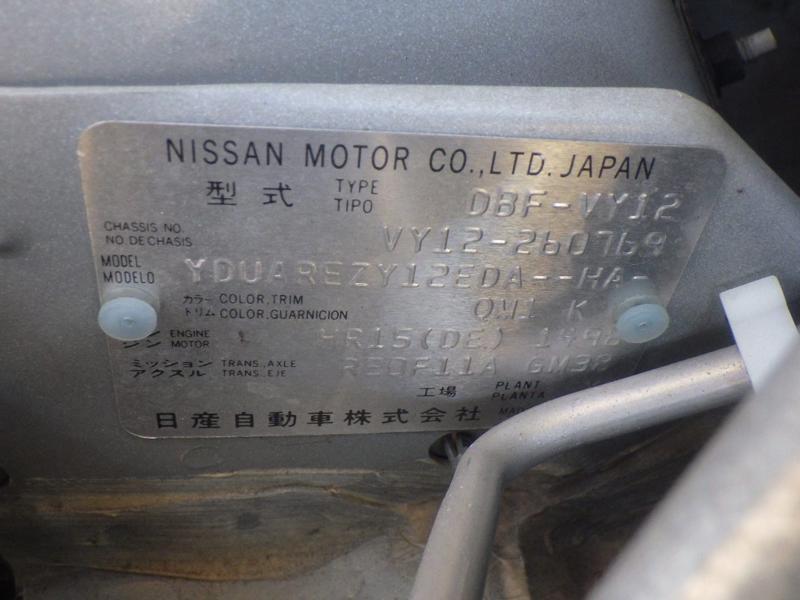 NISSAN MOTOR CO.,LTD. JAPAN
型式 TYPE TIPO DBF-VY12
CHASSIS NO. NO. DE CHASIS VY12-260769
MODEL MODELO YDUAREZY12EDA--HA-
カラー COLOR,TRIM
トリム COLOR,GUARNICION QM1 K
ENGINE MOTOR HR15(DE) 1498
ミッション TRANS.,AXLE
アクスル TRANS.,EJE RE0F11A GM38
工場 PLANT PLANTA
日産自動車株式会社